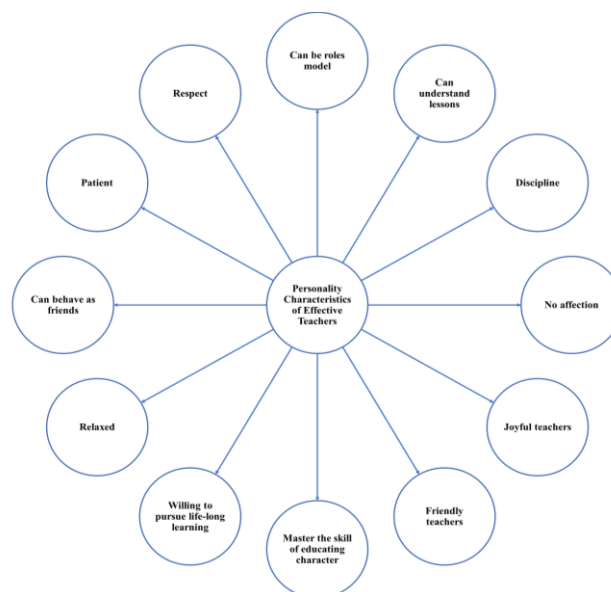 Can be roles
model
Can
understand
lessons
Discipline
No affection
Joyful teachers
Friendly
teachers
Master the skill
of educating
character
Willing to
pursue life-long
learning
Relaxed
Can behave as
friends
Patient
Respect
Personality
Characteristics
of Effective
Teachers